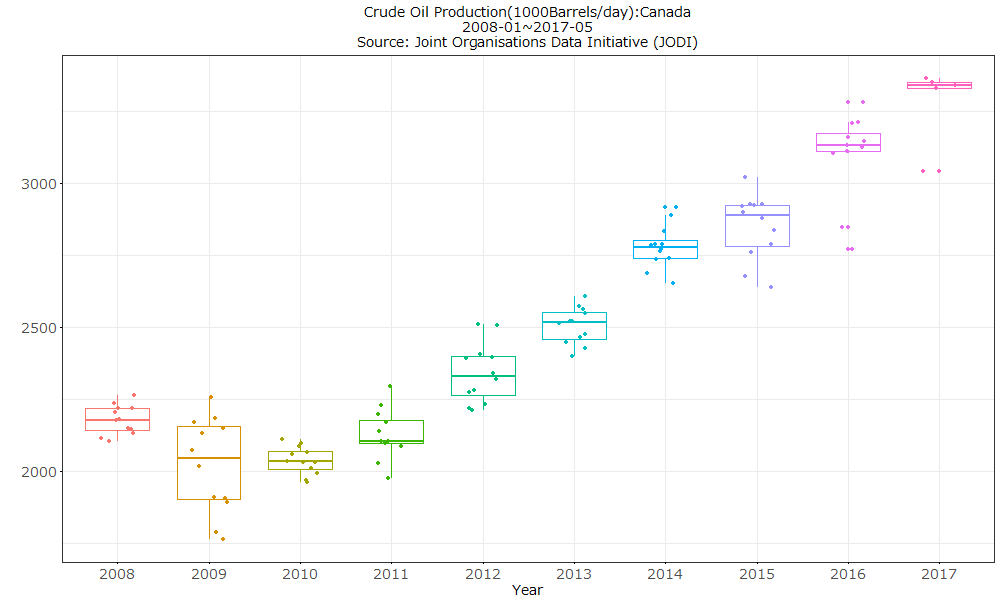 Crude Oil Production(1000Barrels/day):Canada
2008-01~2017-05
Source: Joint Organisations Data Initiative (JODI)
3000
2500
2000
2008 2009 2010 2011 2012 2013 2014 2015 2016 2017
Year